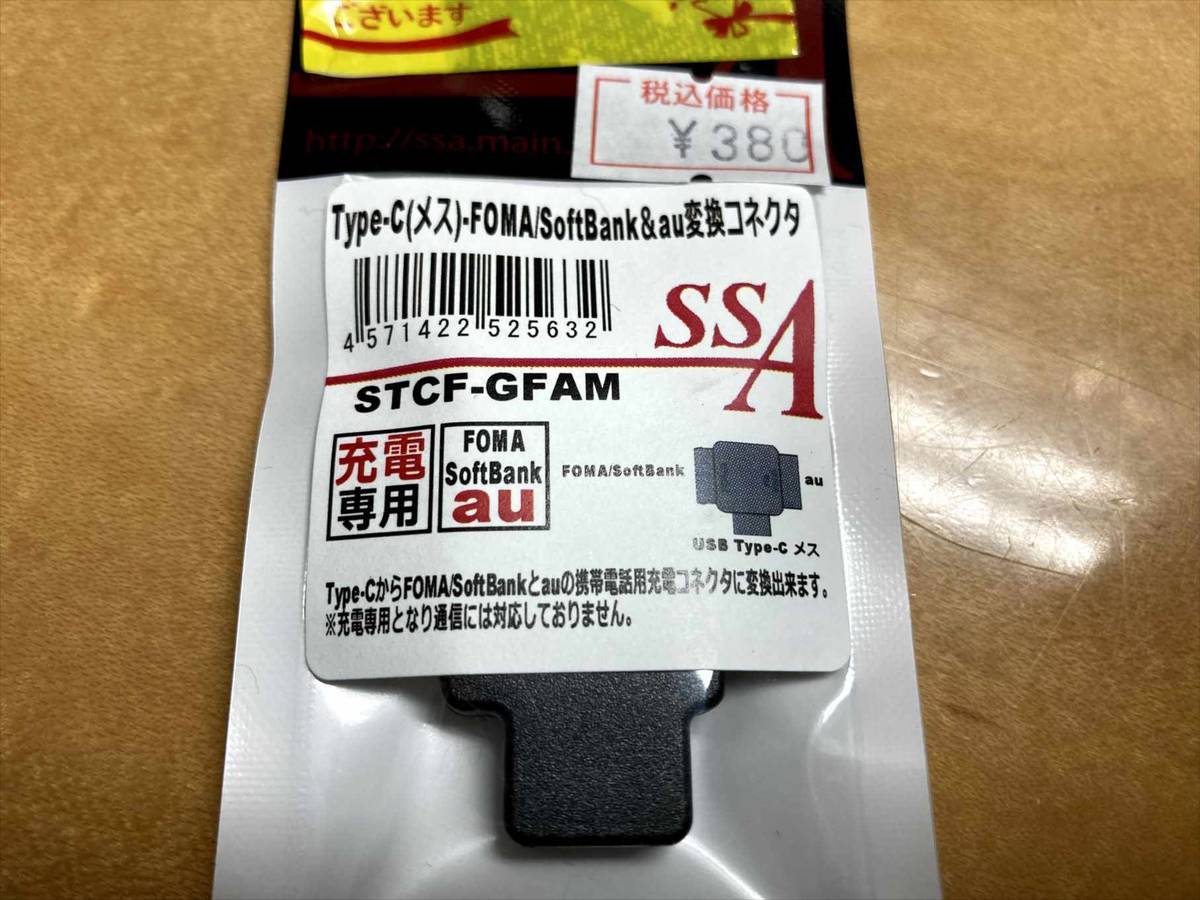 ございます
税込価格
¥380
http://ssa.main.
Type-C(メス)-FOMA/SoftBank&au変換コネクタ
4 571422 525632
SSA
STCF-GFAM
充電
専用
FOMA
SoftBank
au
FOMA/SoftBank
au
USB Type-C メス
Type-CからFOMA/SoftBankとauの携帯電話用充電コネクタに変換出来ます。
※充電専用となり通信には対応しておりません。